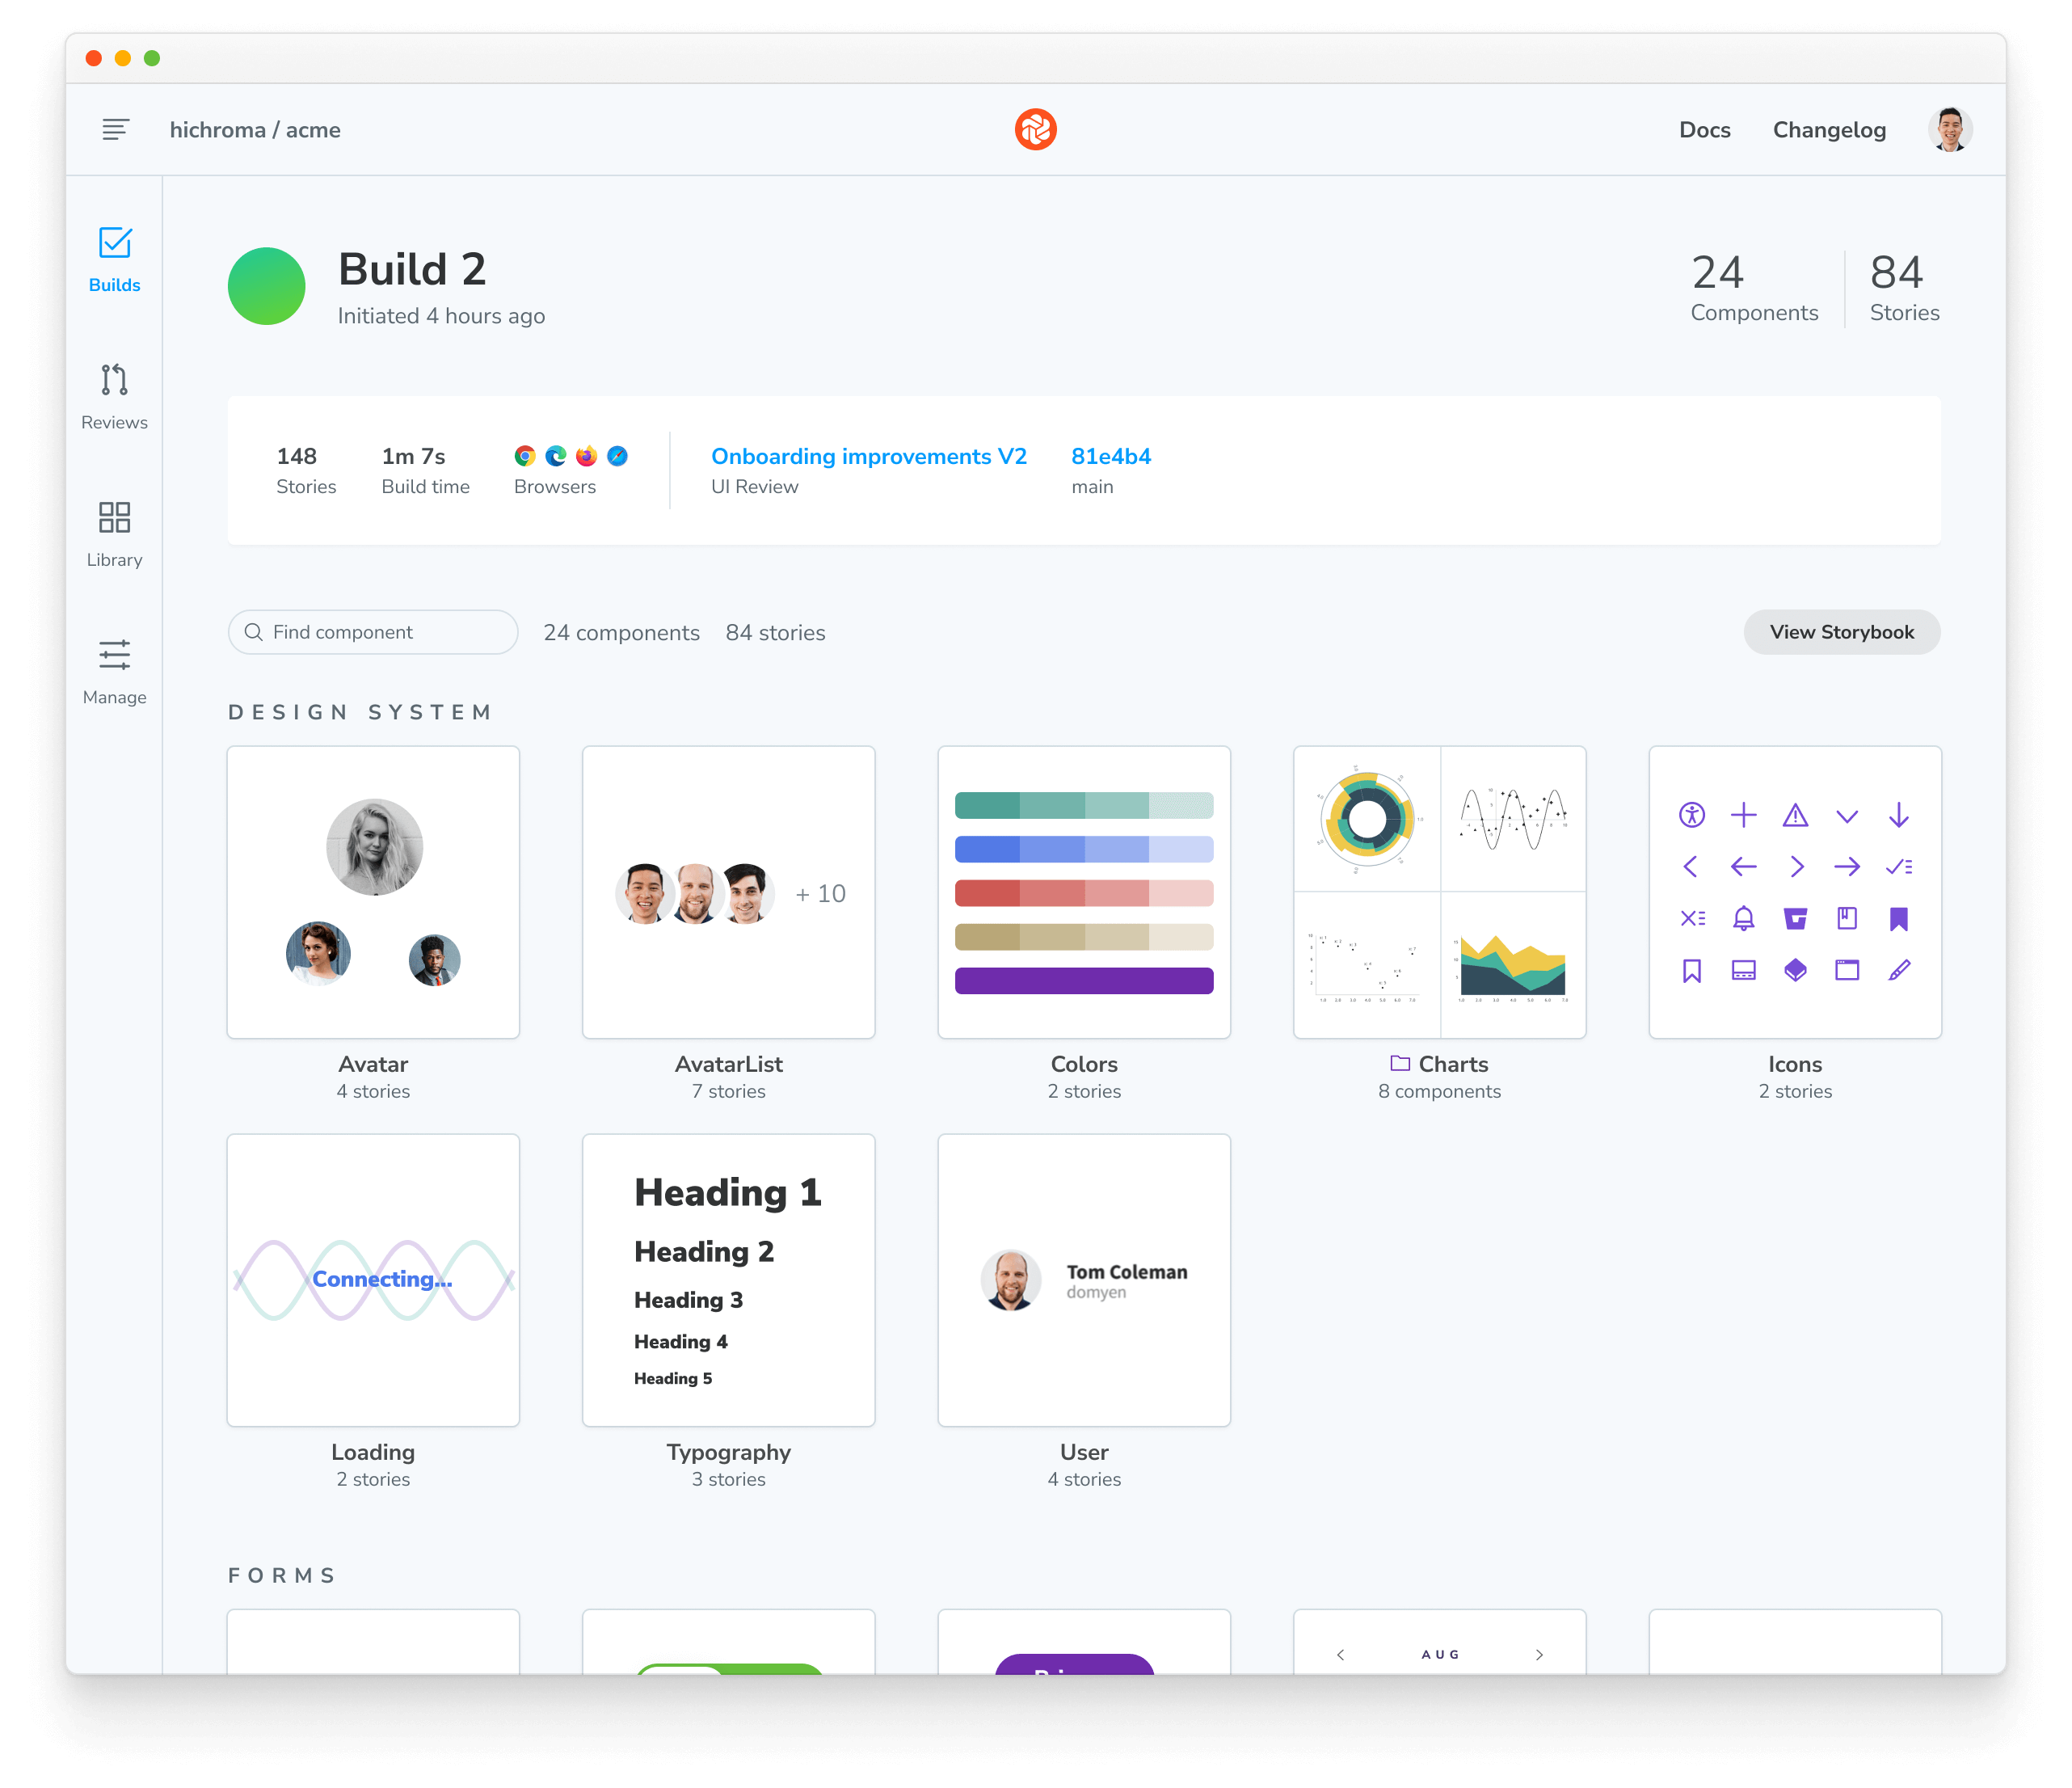 hichroma / acme
Docs
Changelog
Builds
Reviews
Library
Manage
Build 2
Initiated 4 hours ago
24
Components
84
Stories
148
Stories
1m 7s
Build time
Browsers
Onboarding improvements V2
UI Review
81e4b4
main
Find component
24 components
84 stories
View Storybook
DESIGN SYSTEM
+ 10
Avatar
4 stories
AvatarList
7 stories
Colors
2 stories
Charts
8 components
Icons
2 stories
Connecting...
Heading 1
Heading 2
Heading 3
Heading 4
Heading 5
Tom Coleman
domyen
Loading
2 stories
Typography
3 stories
User
4 stories
FORMS
AUG